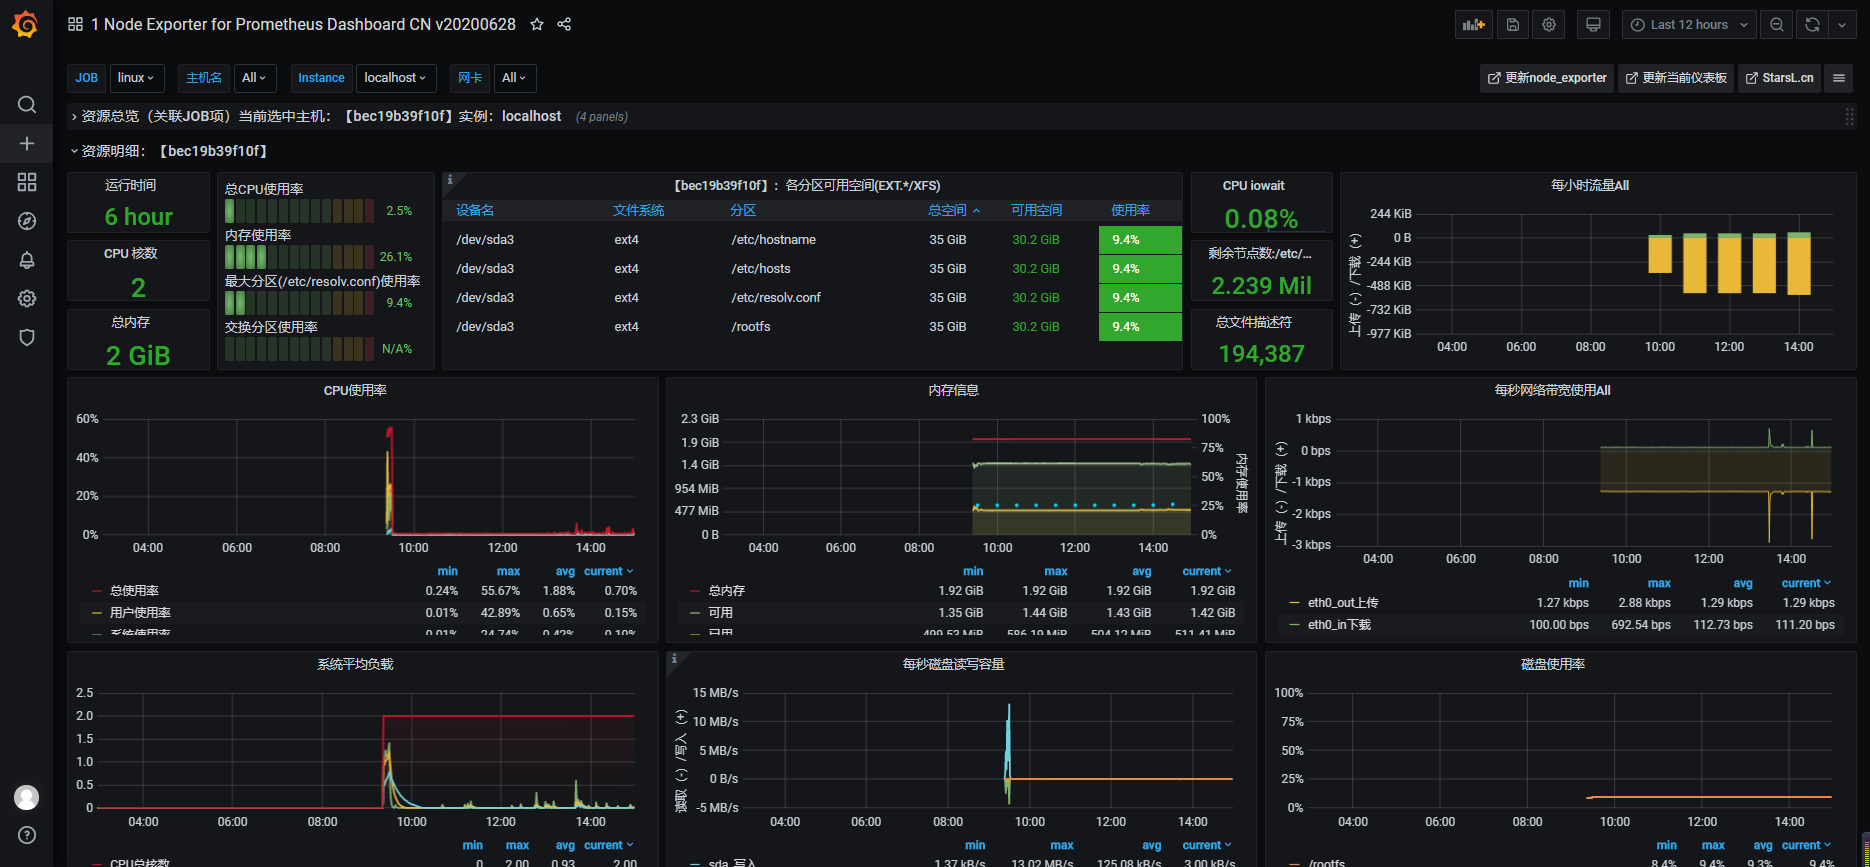 1 Node Exporter for Prometheus Dashboard CN v20200628
Last 12 hours
JOB linux 主机名 All Instance localhost 网卡 All
更新node_exporter 更新当前仪表板 StarsL.cn
资源总览（关联JOB项）当前选中主机：【bec19b39f10f】实例：localhost (4 panels)
资源明细：【bec19b39f10f】
运行时间
6 hour
CPU 核数
2
总内存
2 GiB
总CPU使用率
2.5%
内存使用率
26.1%
最大分区(/etc/resolv.conf)使用率
9.4%
交换分区使用率
N/A%
【bec19b39f10f】：各分区可用空间(EXT.*/XFS)
设备名 文件系统 分区 总空间 可用空间 使用率
/dev/sda3 ext4 /etc/hostname 35 GiB 30.2 GiB 9.4%
/dev/sda3 ext4 /etc/hosts 35 GiB 30.2 GiB 9.4%
/dev/sda3 ext4 /etc/resolv.conf 35 GiB 30.2 GiB 9.4%
/dev/sda3 ext4 /rootfs 35 GiB 30.2 GiB 9.4%
CPU iowait
0.08%
剩余节点数:/etc/...
2.239 Mil
总文件描述符
194,387
每小时流量All
上传（-）/下载（+）
244 KiB
0 B
-244 KiB
-488 KiB
-732 KiB
-977 KiB
04:00 06:00 08:00 10:00 12:00 14:00
CPU使用率
60%
40%
20%
0%
04:00 06:00 08:00 10:00 12:00 14:00
min max avg current
总使用率 0.24% 55.67% 1.88% 0.70%
用户使用率 0.01% 42.89% 0.65% 0.15%
系统使用率 0.01% 24.74% 0.42% 0.10%
内存信息
2.3 GiB
1.9 GiB
1.4 GiB
954 MiB
477 MiB
0 B
100%
75%
50%
25%
0%
内存使用率
04:00 06:00 08:00 10:00 12:00 14:00
min max avg current
总内存 1.92 GiB 1.92 GiB 1.92 GiB 1.92 GiB
可用 1.35 GiB 1.44 GiB 1.43 GiB 1.42 GiB
已用 499.52 MiB 586.19 MiB 504.12 MiB 511.41 MiB
每秒网络带宽使用All
上传（-）/下载（+）
1 kbps
0 bps
-1 kbps
-2 kbps
-3 kbps
04:00 06:00 08:00 10:00 12:00 14:00
min max avg current
eth0_out上传 1.27 kbps 2.88 kbps 1.29 kbps 1.29 kbps
eth0_in下载 100.00 bps 692.54 bps 112.73 bps 111.20 bps
系统平均负载
2.5
2.0
1.5
1.0
0.5
0
04:00 06:00 08:00 10:00 12:00 14:00
min max avg current
CPU总核数 0 2.00 0.93 2.00
每秒磁盘读写容量
读取（-）/写入（+）
15 MB/s
10 MB/s
5 MB/s
0 B/s
-5 MB/s
04:00 06:00 08:00 10:00 12:00 14:00
min max avg current
sda_写入 1.37 kB/s 13.02 MB/s 125.08 kB/s 3.00 kB/s
磁盘使用率
100%
75%
50%
25%
0%
04:00 06:00 08:00 10:00 12:00 14:00
min max avg current
/rootfs 8.4% 9.4% 9.3% 9.4%